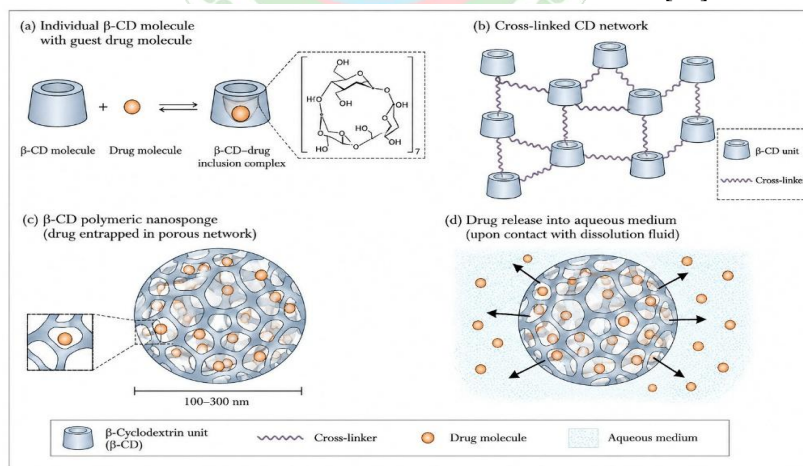 (a) Individual β-CD molecule
with guest drug molecule
+
β-CD molecule
Drug molecule
β-CD–drug
inclusion complex
HO
OH
OH
HO
OH
HO
OH
HO
OH
7
(b) Cross-linked CD network
β-CD unit
Cross-linker
(c) β-CD polymeric nanosponge
(drug entrapped in porous network)
100–300 nm
(d) Drug release into aqueous medium
(upon contact with dissolution fluid)
β-Cyclodextrin unit
(β-CD)
Cross-linker
Drug molecule
Aqueous medium